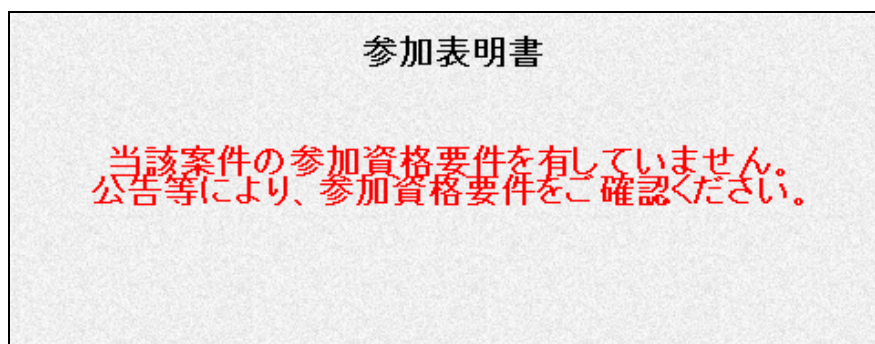 参加表明書
当該案件の参加資格要件を有していません。
公告等により、参加資格要件をご確認ください。